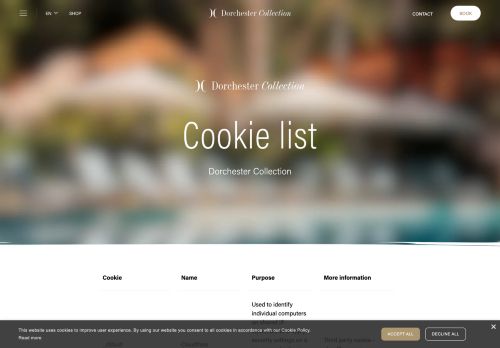 EN SHOP Dorchester Collection CONTACT BOOK
Dorchester Collection
Cookie list
Dorchester Collection
Cookie Name Purpose More information
Used to identify
individual computers
This website uses cookies to improve user experience. By using our website you consent to all cookies in accordance with our Cookie Policy.
Read more
ACCEPT ALL DECLINE ALL